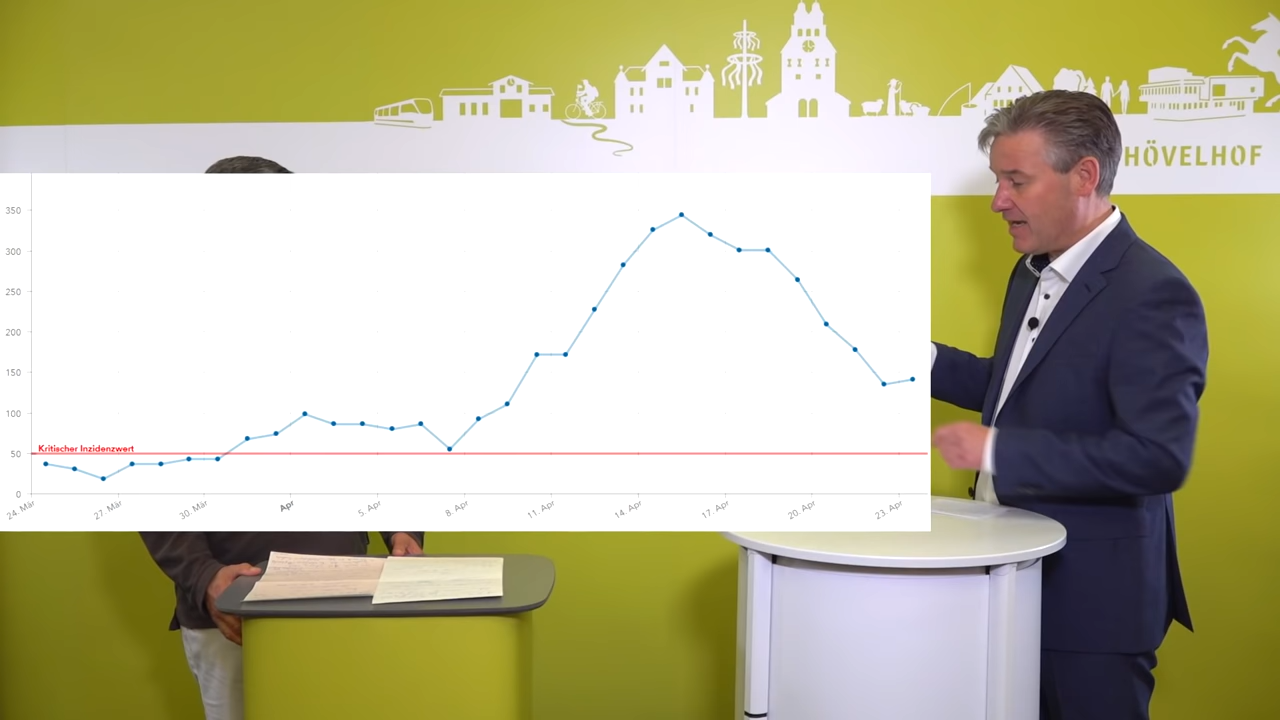 HÖVELHOF
350
300
250
200
150
100
Kritischer Inzidenzwert
50
0
24. Mär 27. Mär 30. Mär Apr 5. Apr 8. Apr 11. Apr 14. Apr 17. Apr 20. Apr 23. Apr